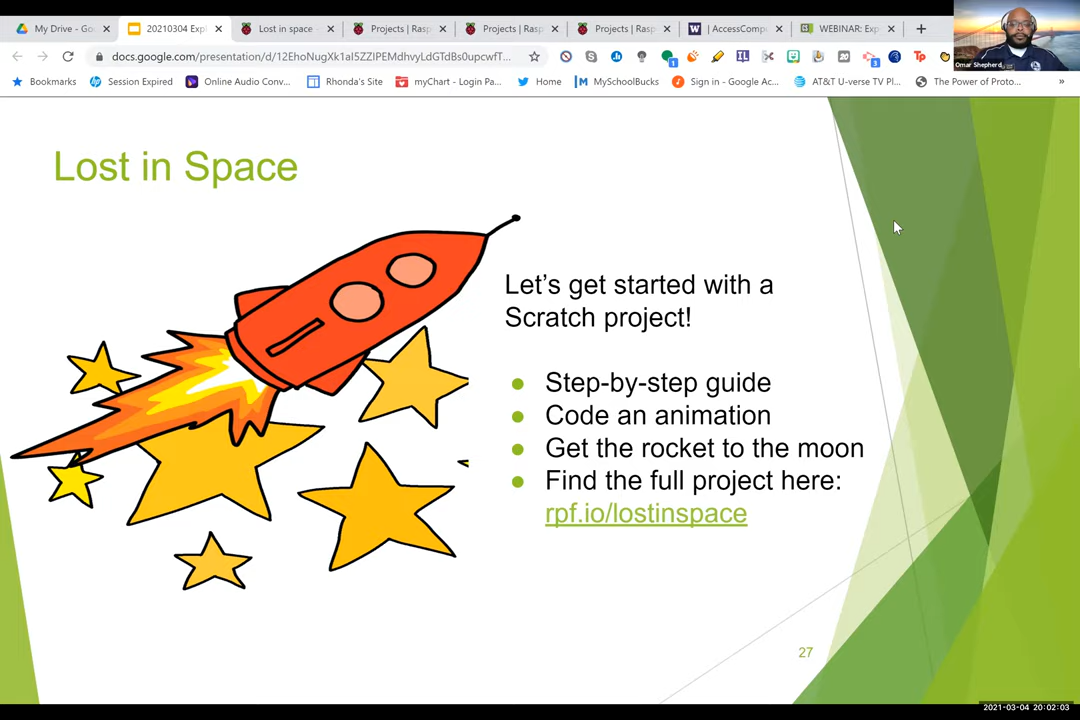 My Drive - Goo
20210304 Expl
Lost in space
Projects | Rasp
Projects | Rasp
Projects | Rasp
| AccessComp
WEBINAR: Exp
docs.google.com/presentation/d/12EhoNugXk1aI5ZZIPEMdhvyLdGTdBs0upcwfT...
Bookmarks
Session Expired
Online Audio Conv...
Rhonda's Site
myChart - Login Pa...
Home
MySchoolBucks
Sign in - Google Ac...
AT&T U-verse TV Pl...
The Power of Proto...
»
Omar Shepherd
Lost in Space
Let's get started with a
Scratch project!
Step-by-step guide
Code an animation
Get the rocket to the moon
Find the full project here:
rpf.io/lostinspace
27
2021-03-04 20:02:03